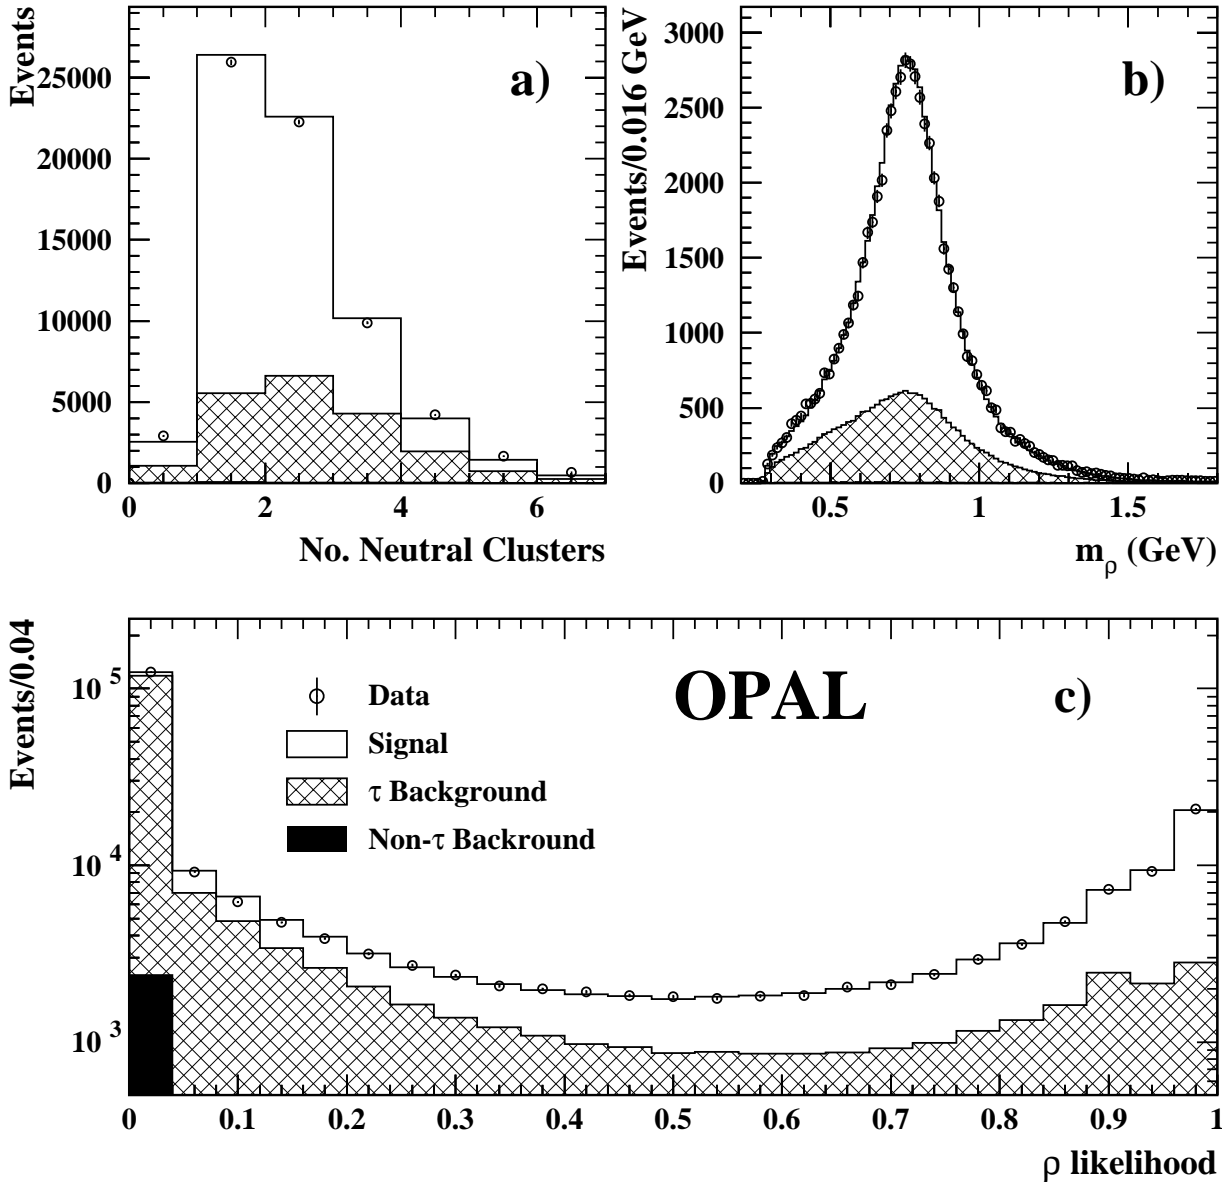 Events
25000
20000
15000
10000
5000
0
a)
2
4
6
No. Neutral Clusters
Events/0.016 GeV
3000
2500
2000
1500
1000
500
0
b)
0.5
1
1.5
mρ (GeV)
Events/0.04
10 5
10 4
10 3
OPAL
c)
Data
Signal
τ Background
Non-τ Backround
0 0.1 0.2 0.3 0.4 0.5 0.6 0.7 0.8 0.9 1
ρ likelihood